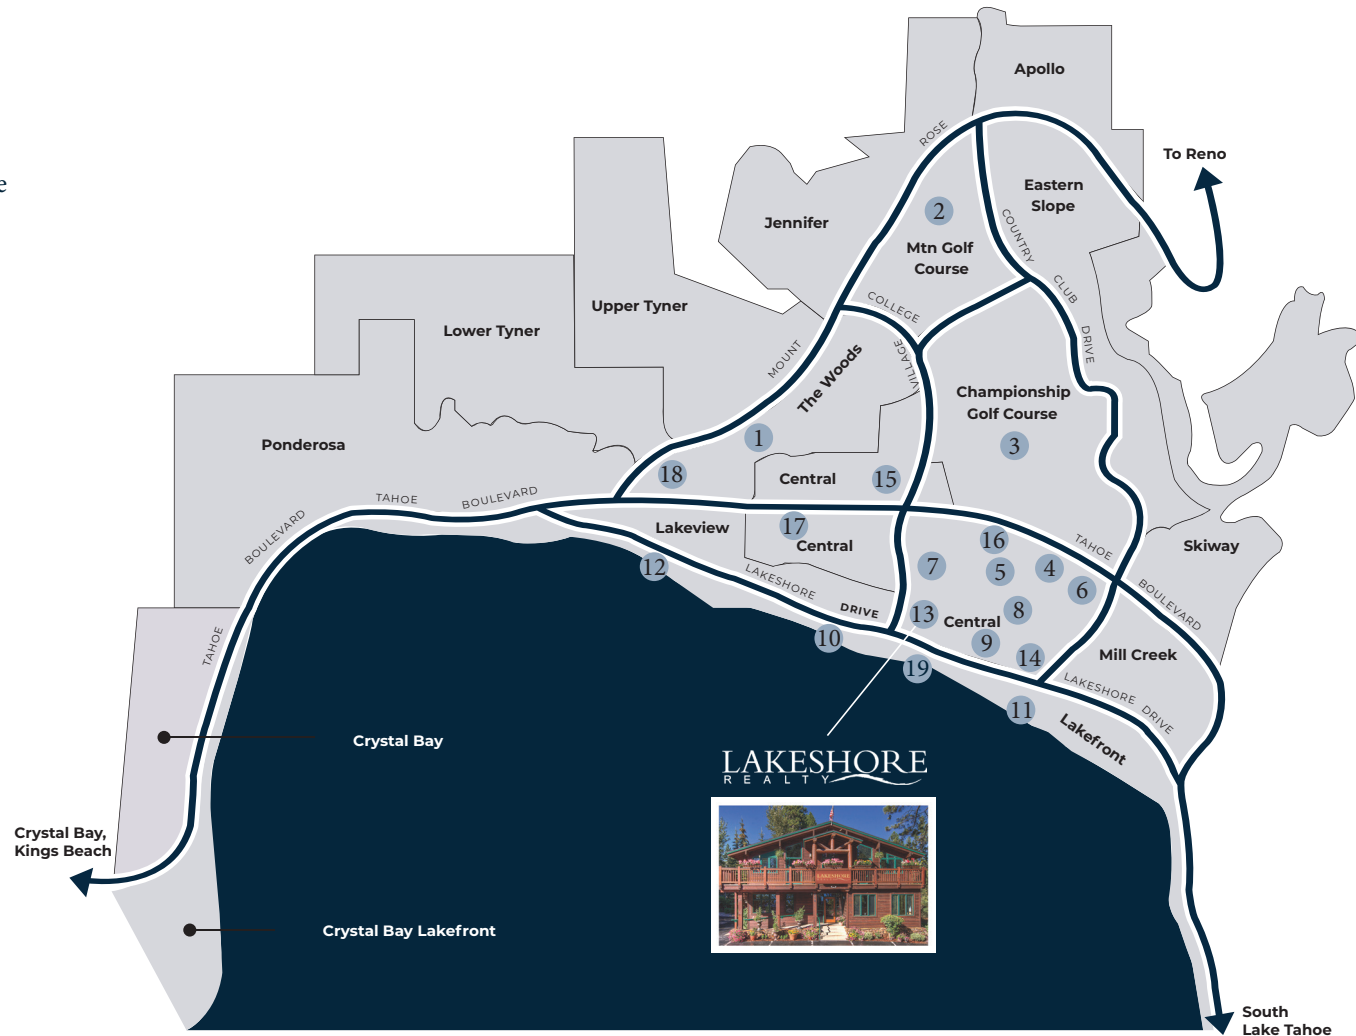 e
Apollo
ROSE
To Reno
Eastern
Slope
2
Jennifer
COUNTRY
Mtn Golf
Course
CLUB
COLLEGE
Upper Tyner
Lower Tyner
DRIVE
MOUNT
VILLAGE
The Woods
Championship
Golf Course
Ponderosa
1
3
18
Central
15
TAHOE
BOULEVARD
BOULEVARD
Lakeview
17
Central
16
TAHOE
Skiway
12
7
5
4
6
LAKESHORE
DRIVE
BOULEVARD
13
8
Central
TAHOE
10
9
14
Mill Creek
19
LAKESHORE
DRIVE
11
Lakefront
Crystal Bay
LAKESHORE
REALTY
LAKESHORE
Crystal Bay,
Kings Beach
Crystal Bay Lakefront
South
Lake Tahoe